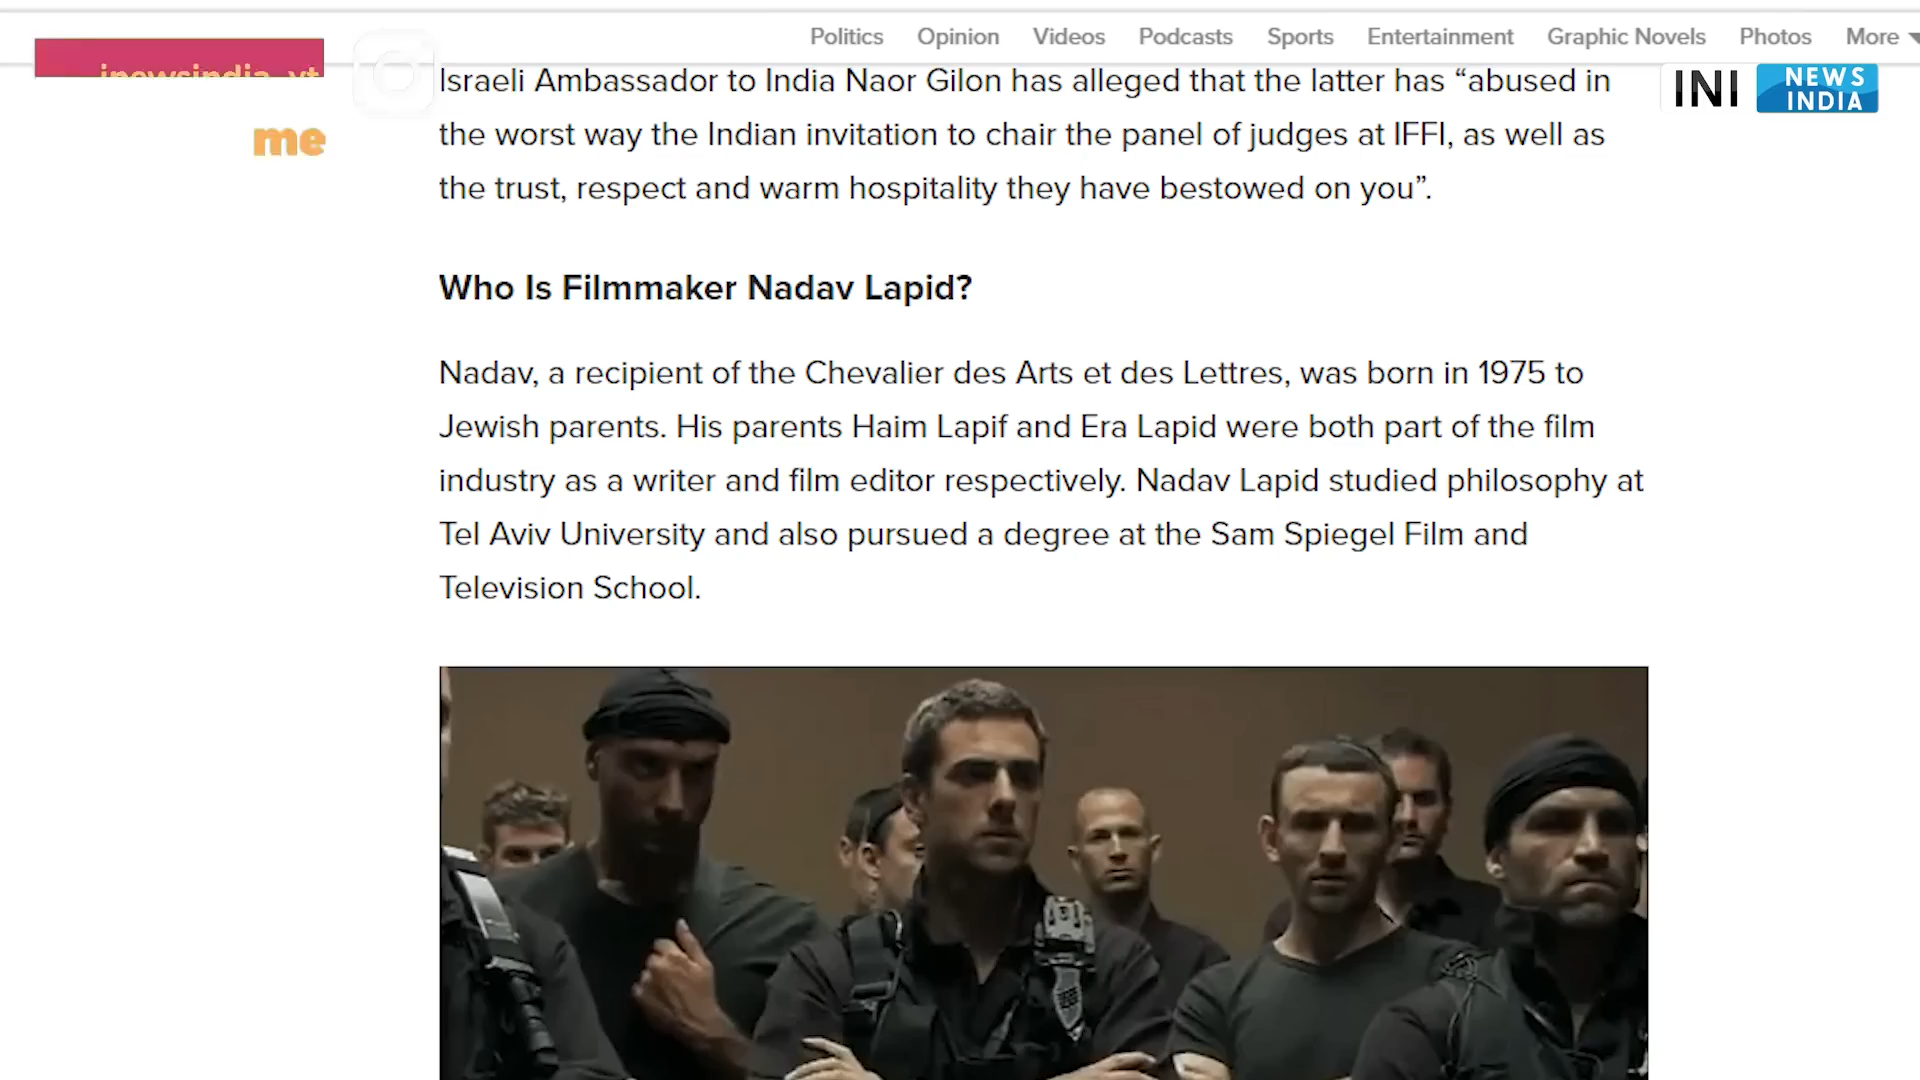 Politics Opinion Videos Podcasts Sports Entertainment Graphic Novels Photos More
inewsindia_yt
me
INI NEWS INDIA
Israeli Ambassador to India Naor Gilon has alleged that the latter has “abused in
the worst way the Indian invitation to chair the panel of judges at IFFI, as well as
the trust, respect and warm hospitality they have bestowed on you”.
Who Is Filmmaker Nadav Lapid?
Nadav, a recipient of the Chevalier des Arts et des Lettres, was born in 1975 to
Jewish parents. His parents Haim Lapif and Era Lapid were both part of the film
industry as a writer and film editor respectively. Nadav Lapid studied philosophy at
Tel Aviv University and also pursued a degree at the Sam Spiegel Film and
Television School.